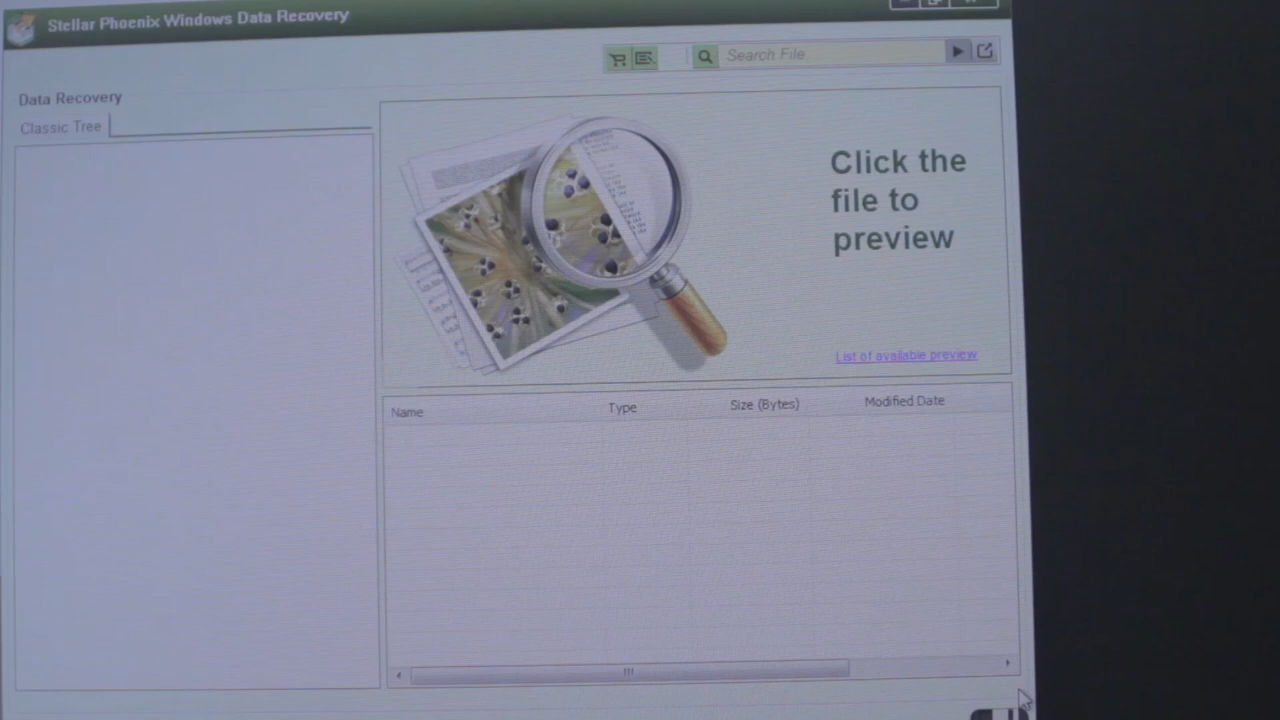 Stellar Phoenix Windows Data Recovery
Search File
Data Recovery
Classic Tree
Click the
file to
preview
List of available preview
Name Type Size (Bytes) Modified Date